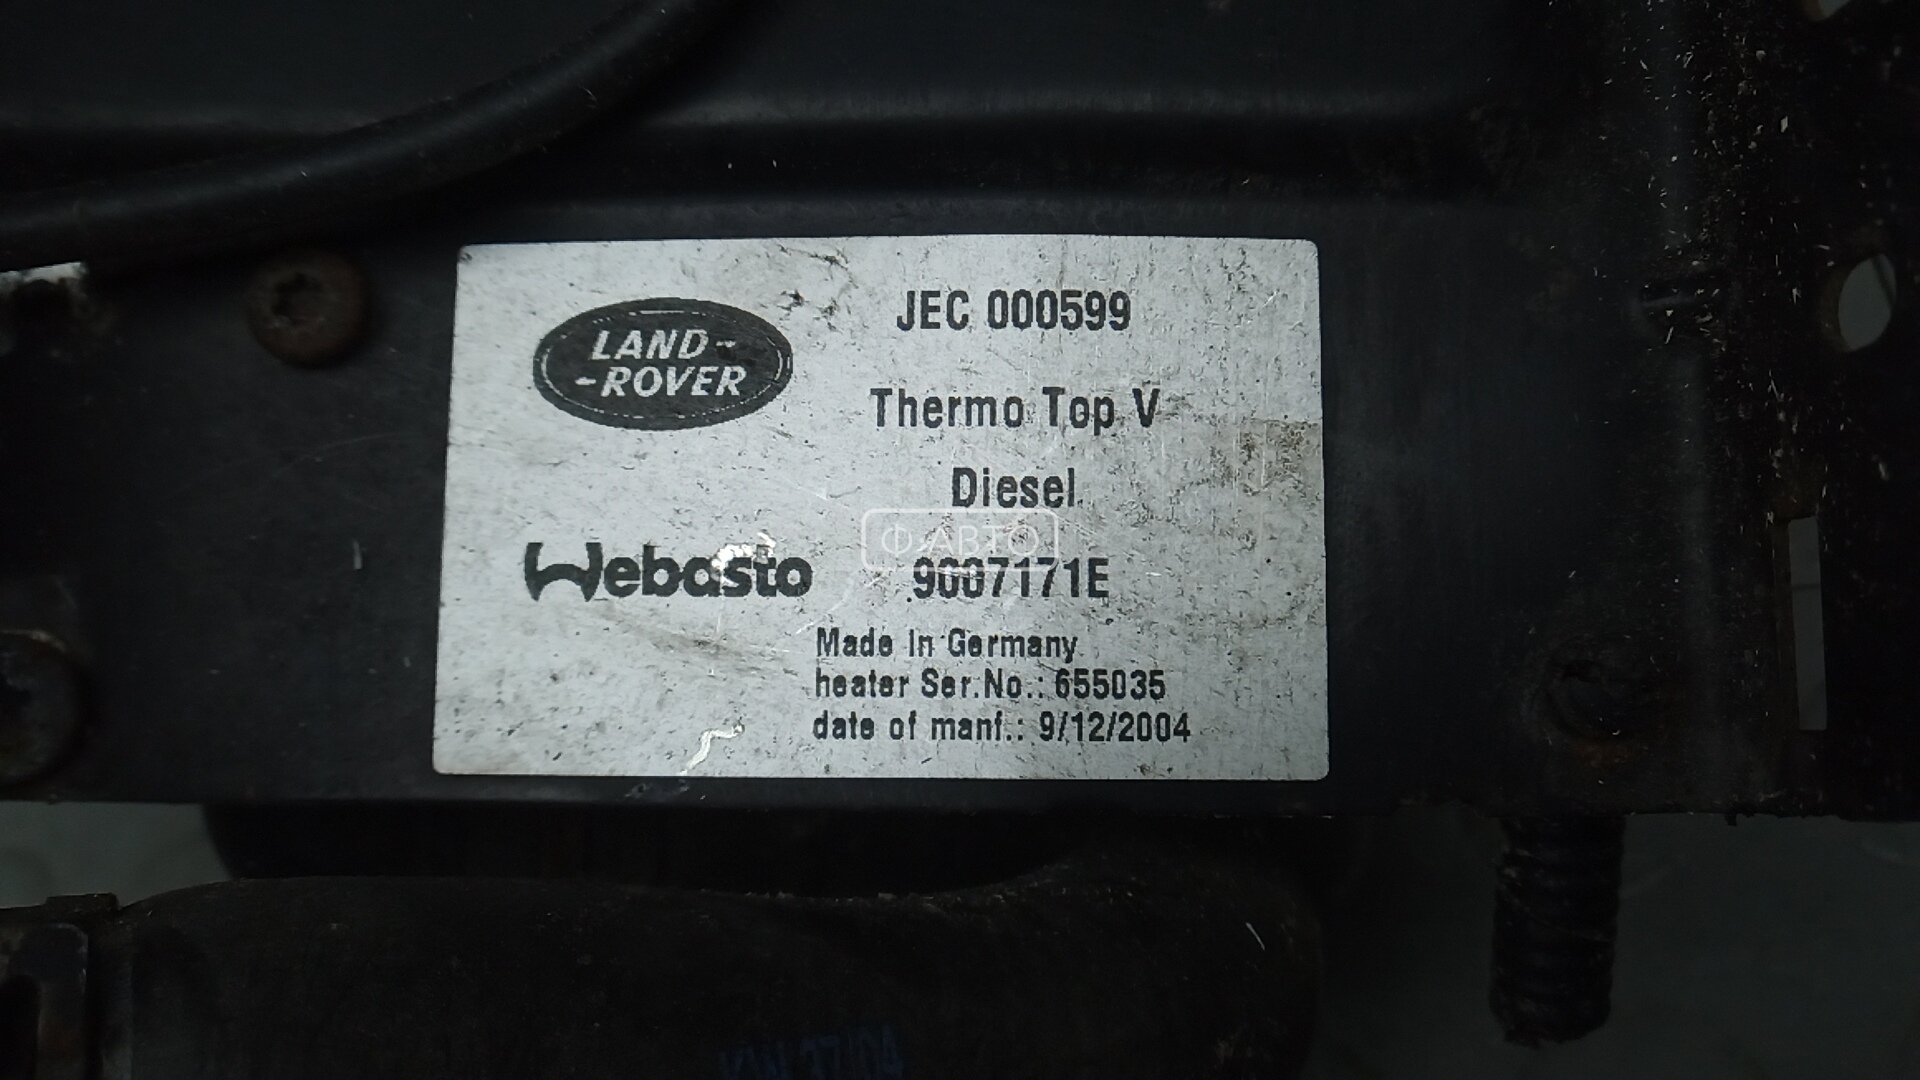 LAND-
-ROVER
JEC 000599
Thermo Top V
Diesel
Ф-АВТО
Webasto
9007171E
Made In Germany
heater Ser.No.: 655035
date of manf.: 9/12/2004